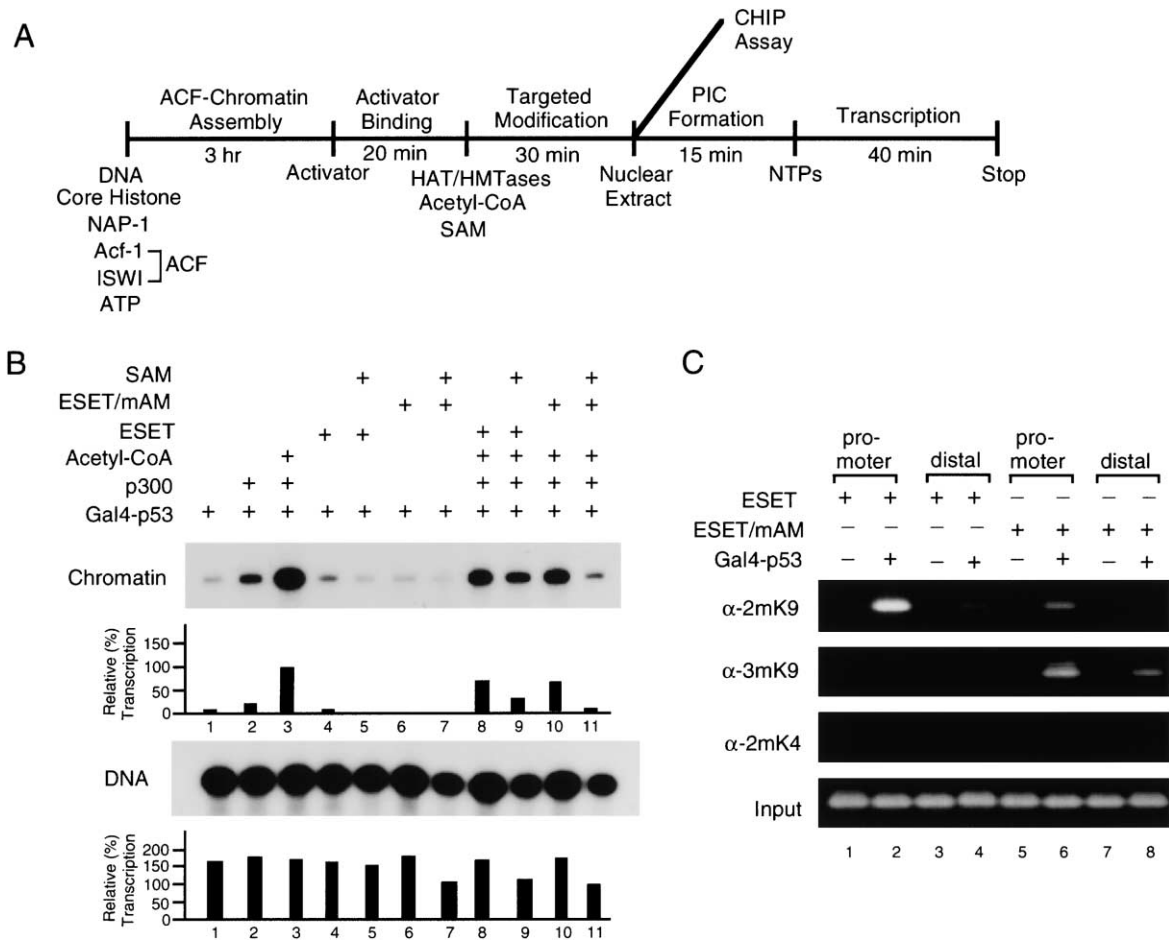 A
CHIP
Assay
ACF-Chromatin
Assembly
Activator
Binding
Targeted
Modification
PIC
Formation
Transcription
3 hr
20 min
30 min
15 min
40 min
DNA
Core Histone
NAP-1
Acf-1
ISWI
ACF
ATP
Activator
HAT/HMTases
Acetyl-CoA
SAM
Nuclear
Extract
NTPs
Stop
B
SAM + + + +
ESET/mAM + + + +
ESET + + + +
Acetyl-CoA + + + + +
p300 + + + + + +
Gal4-p53 + + + + + + + + + + +
Chromatin
Relative (%)
Transcription
150
100
50
0
1 2 3 4 5 6 7 8 9 10 11
DNA
Relative (%)
Transcription
200
150
100
50
0
1 2 3 4 5 6 7 8 9 10 11
C
pro-
moter
distal
pro-
moter
distal
ESET + + + + – – – –
ESET/mAM – – – – + + + +
Gal4-p53 – + – + – + – +
α-2mK9
α-3mK9
α-2mK4
Input
1 2 3 4 5 6 7 8